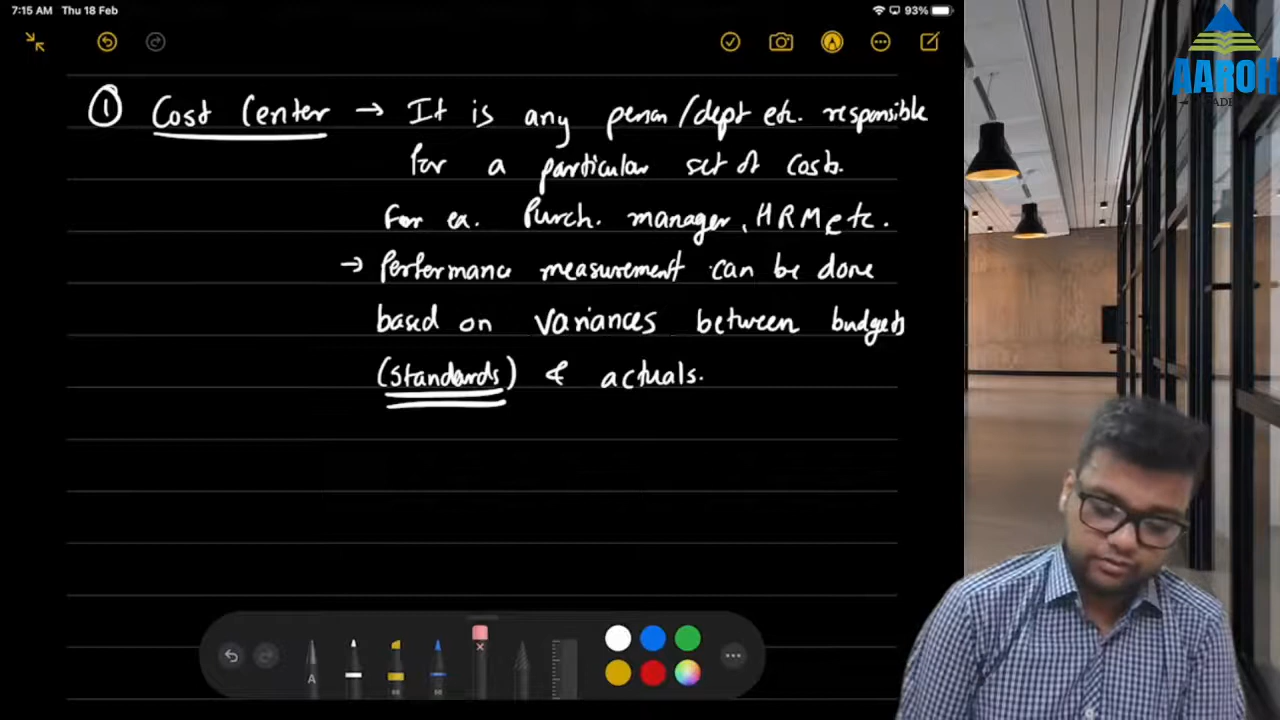 7:15 AM Thu 18 Feb
93%
AAROH
① Cost Center → It is any person/dept etc. responsible
for a particular set of costs.
For ex. Purch. manager, HRM etc.
→ Performance measurement can be done
based on variances between budgets
(Standards) & actuals.
A